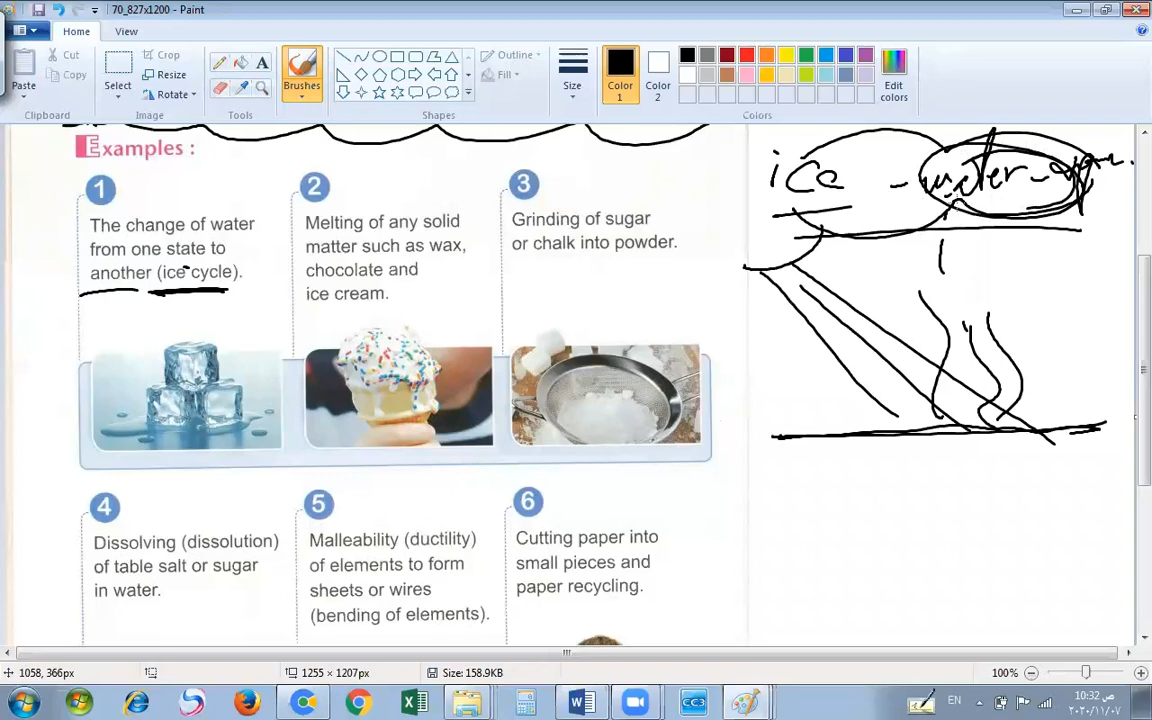 70_827x1200 - Paint
Home
View
Paste
Cut
Copy
Clipboard
Select
Crop
Resize
Rotate
Image
A
Tools
Brushes
Outline
Fill
Shapes
Size
Color 1
Color 2
Edit colors
Colors
Examples :
1
The change of water
from one state to
another (ice cycle).
2
Melting of any solid
matter such as wax,
chocolate and
ice cream.
3
Grinding of sugar
or chalk into powder.
ice - water -
4
Dissolving (dissolution)
of table salt or sugar
in water.
5
Malleability (ductility)
of elements to form
sheets or wires
(bending of elements).
6
Cutting paper into
small pieces and
paper recycling.
1058, 366px
1255 × 1207px
Size: 158.9KB
100%
CC3
EN
10:32 ص
٢٠٢٠/١١/٠٧